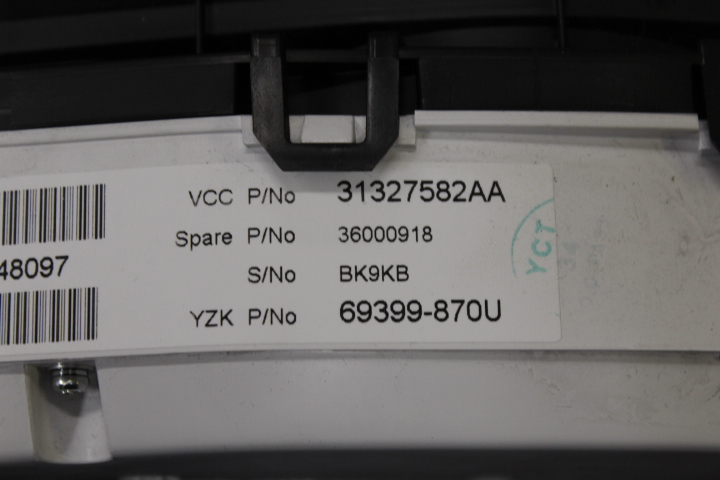 VCC P/No 31327582AA
Spare P/No 36000918
48097
S/No BK9KB
YZK P/No 69399-870U
YCT